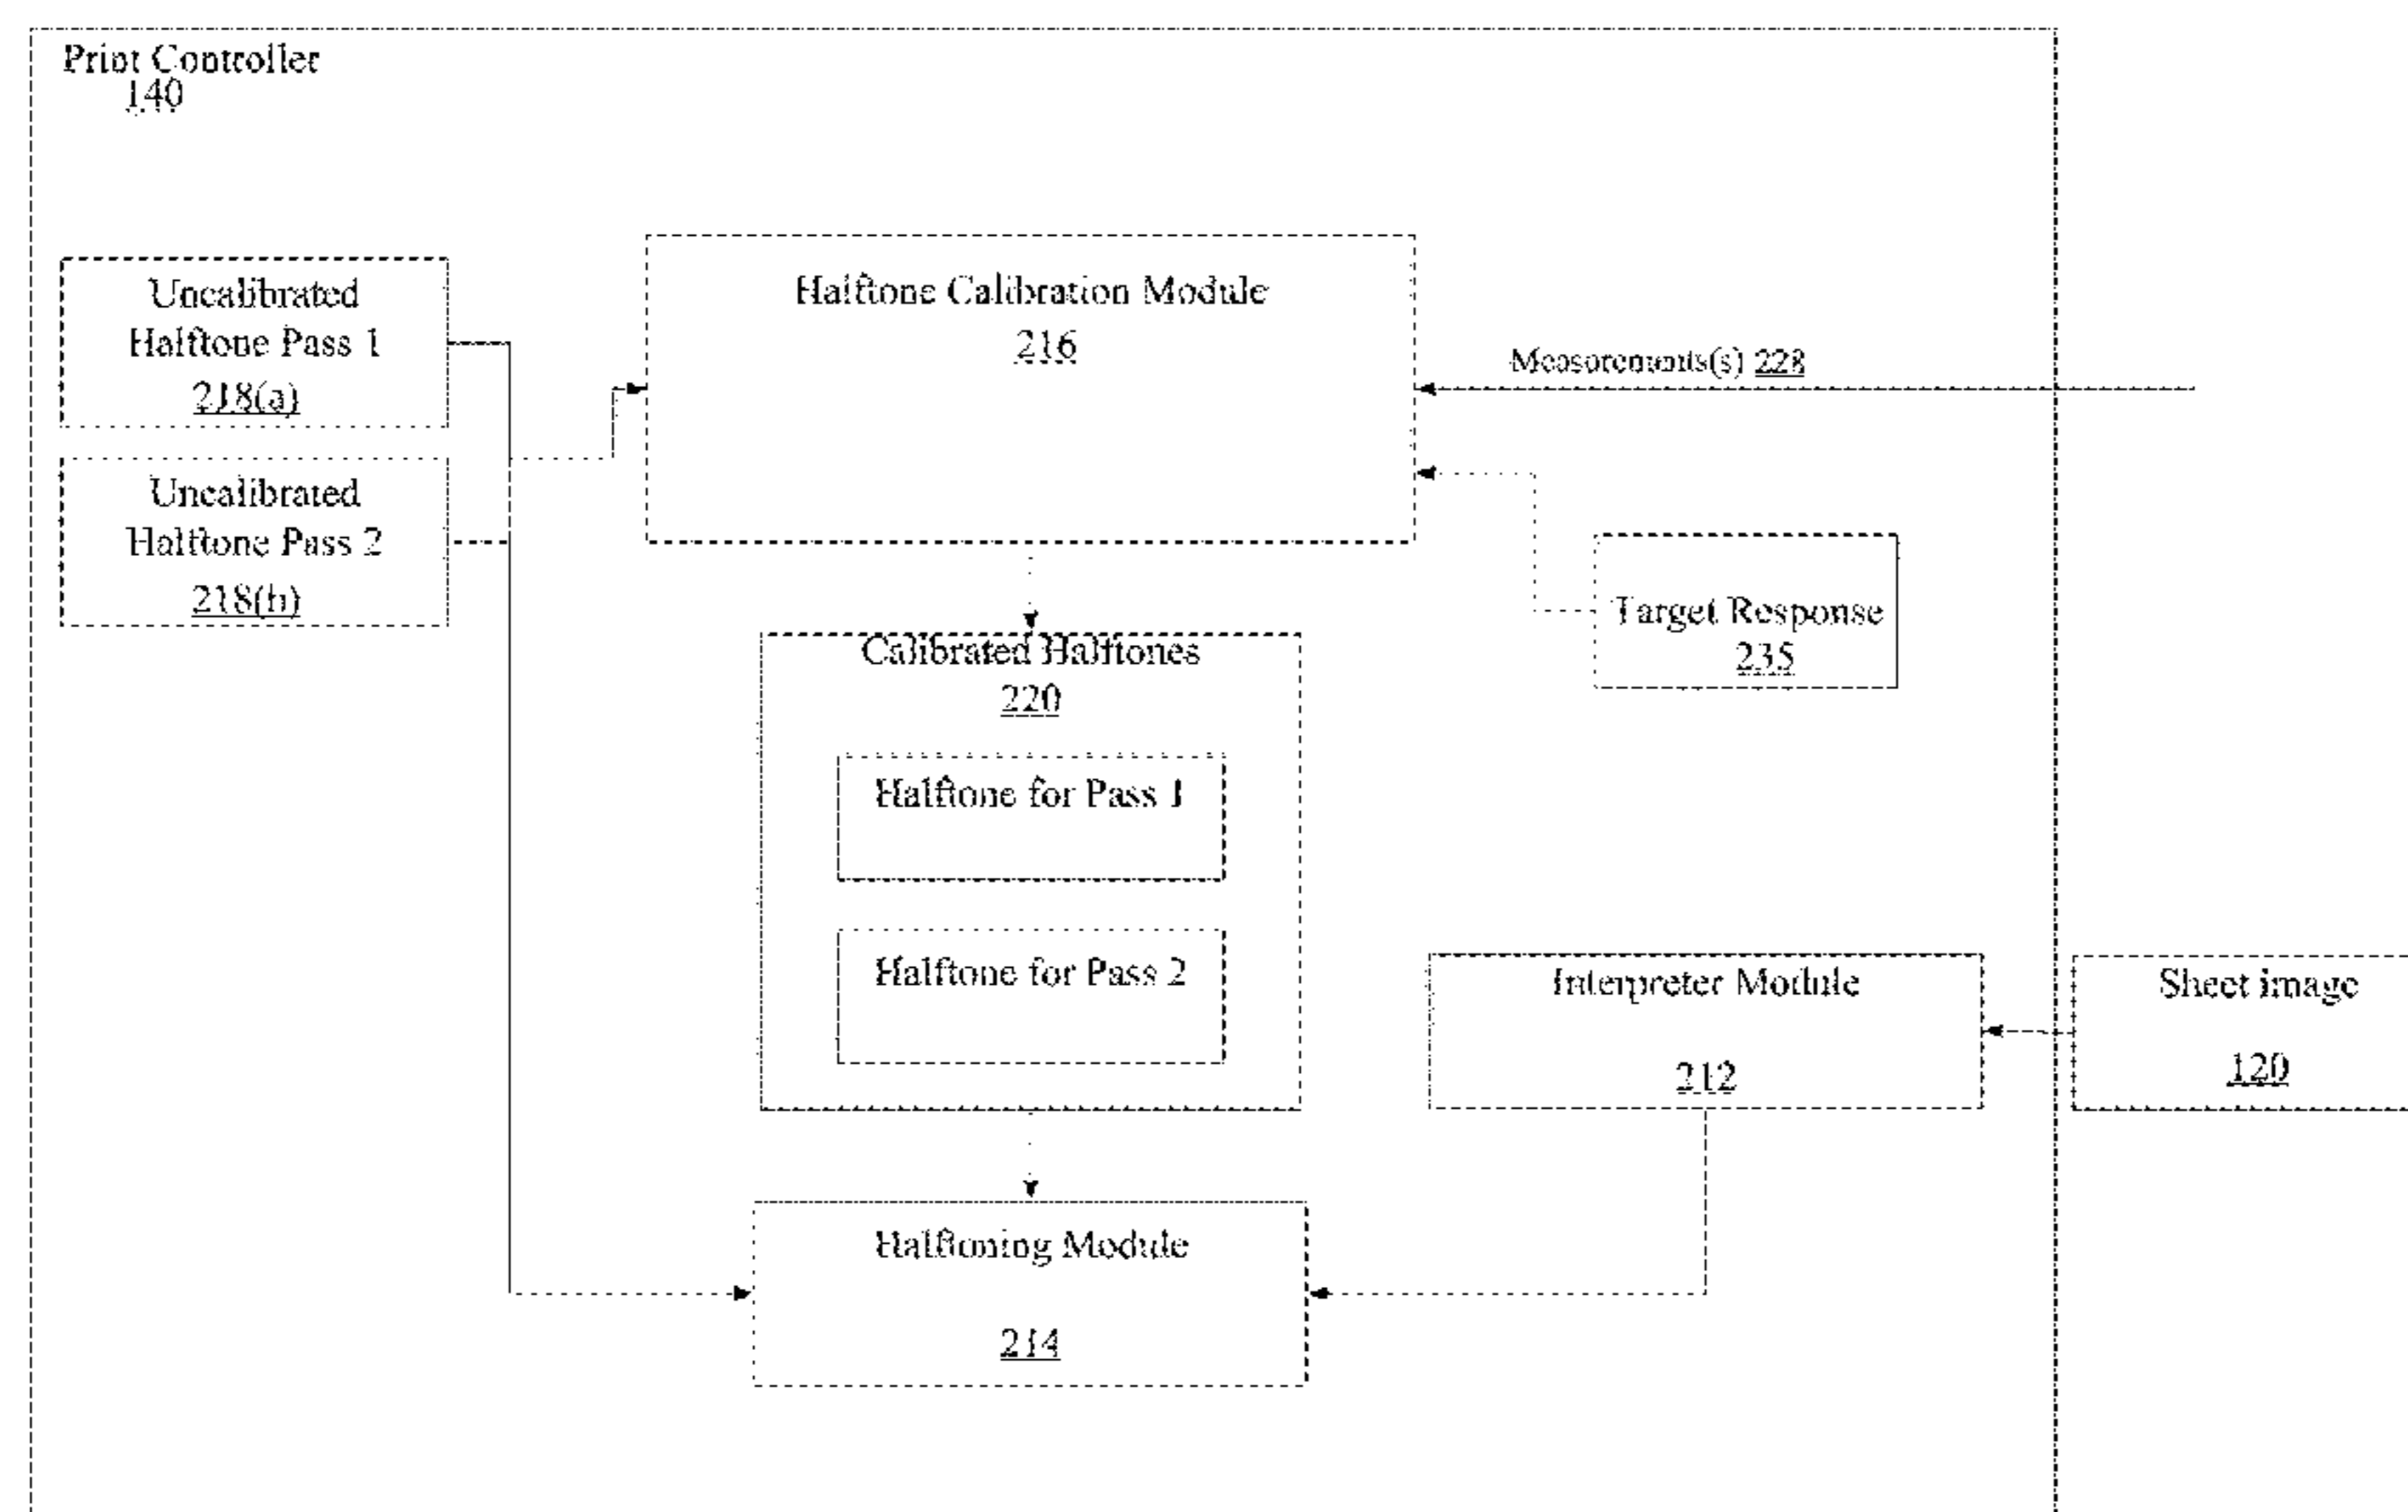 Print Controller
140
Uncalibrated
Halftone Pass 1
218(a)
Uncalibrated
Halftone Pass 2
218(b)
Halftone Calibration Module
216
Measurements(s) 228
Target Response
235
Calibrated Halftones
220
Halftone for Pass 1
Halftone for Pass 2
Interpreter Module
212
Sheet image
120
Halftoning Module
214